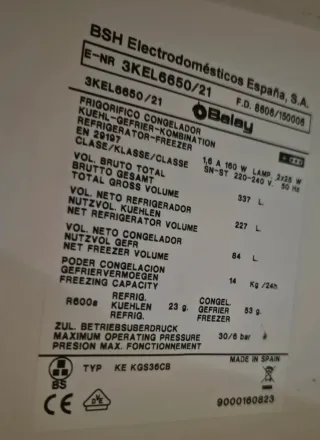 BSH Electrodomésticos España, S.A.
E-NR 3KEL6650/21 F.D. 8606/150006
3KEL6650/21 Balay
FRIGORIFICO CONGELADOR
KUEHL-GEFRIER-KOMBINATION
REFRIGERATOR-FREEZER
EN 29197 1,6 A 160 W LAMP. 2x25 W
CLASE/KLASSE/CLASSE SN-ST 220-240 V. 50 Hz
VOL. BRUTO TOTAL
BRUTTO GESAMT 337 L.
TOTAL GROSS VOLUME
VOL. NETO REFRIGERADOR
NUTZVOL. KUEHLEN 227 L.
NET REFRIGERATOR VOLUME
VOL. NETO CONGELADOR
NUTZVOL GEFR 84 L.
NET FREEZER VOLUME
PODER CONGELACION
GEFRIERVERMOEGEN 14 Kg /24h
FREEZING CAPACITY
REFRIG. CONGEL.
R600a KUEHLEN 23 g. GEFRIER 53 g.
REFRIG. FREEZER
ZUL. BETRIEBSUBERDRUCK
MAXIMUM OPERATING PRESSURE 30/6 bar
PRESION MAX. FONCTIONNEMENT
MADE IN SPAIN
BS TYP KE KGS36CB
CE 9000160823